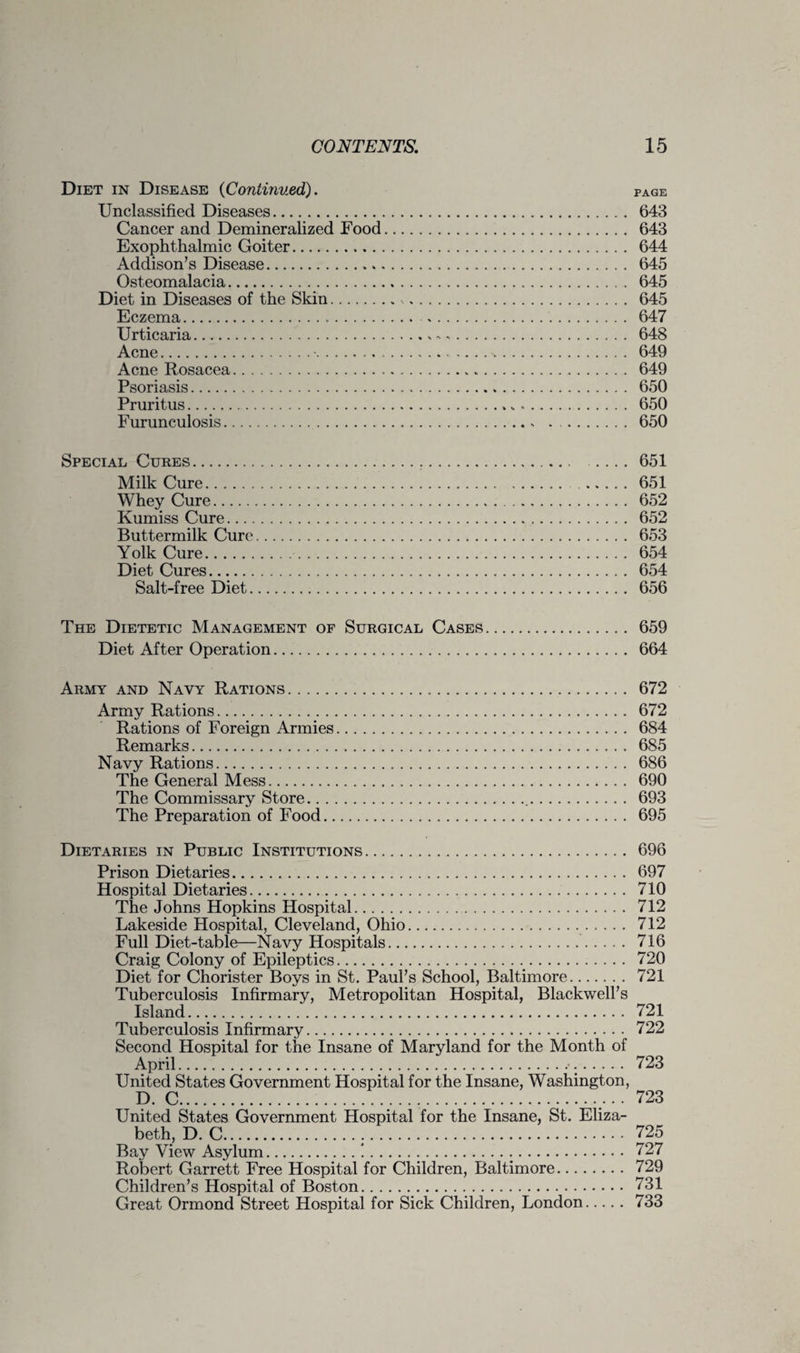 CONTENTS. 15
DIET IN DISEASE (Continued). PAGE
Unclassified Diseases.......... 643
Cancer and Demineralized Food.......... 643
Exophthalmic Goiter.......... 644
Addison's Disease.......... 645
Osteomalacia.......... 645
Diet in Diseases of the Skin.......... 645
Eczema.......... 647
Urticaria.......... 648
Acne.......... 649
Acne Rosacea.......... 649
Psoriasis.......... 650
Pruritus.......... 650
Furunculosis.......... 650
SPECIAL CURES.......... 651
Milk Cure.......... 651
Whey Cure.......... 652
Kumiss Cure.......... 652
Buttermilk Cure.......... 653
Yolk Cure.......... 654
Diet Cures.......... 654
Salt-free Diet.......... 656
THE DIETETIC MANAGEMENT OF SURGICAL CASES.......... 659
Diet After Operation.......... 664
ARMY AND NAVY RATIONS.......... 672
Army Rations.......... 672
Rations of Foreign Armies.......... 684
Remarks.......... 685
Navy Rations.......... 686
The General Mess.......... 690
The Commissary Store.......... 693
The Preparation of Food.......... 695
DIETARIES IN PUBLIC INSTITUTIONS.......... 696
Prison Dietaries.......... 697
Hospital Dietaries.......... 710
The Johns Hopkins Hospital.......... 712
Lakeside Hospital, Cleveland, Ohio.......... 712
Full Diet-table—Navy Hospitals.......... 716
Craig Colony of Epileptics.......... 720
Diet for Chorister Boys in St. Paul's School, Baltimore....... 721
Tuberculosis Infirmary, Metropolitan Hospital, Blackwell's
Island.......... 721
Tuberculosis Infirmary.......... 722
Second Hospital for the Insane of Maryland for the Month of
April.......... 723
United States Government Hospital for the Insane, Washington,
D. C.......... 723
United States Government Hospital for the Insane, St. Eliza-
beth, D. C.......... 725
Bay View Asylum.......... 727
Robert Garrett Free Hospital for Children, Baltimore........ 729
Children's Hospital of Boston.......... 731
Great Ormond Street Hospital for Sick Children, London..... 733